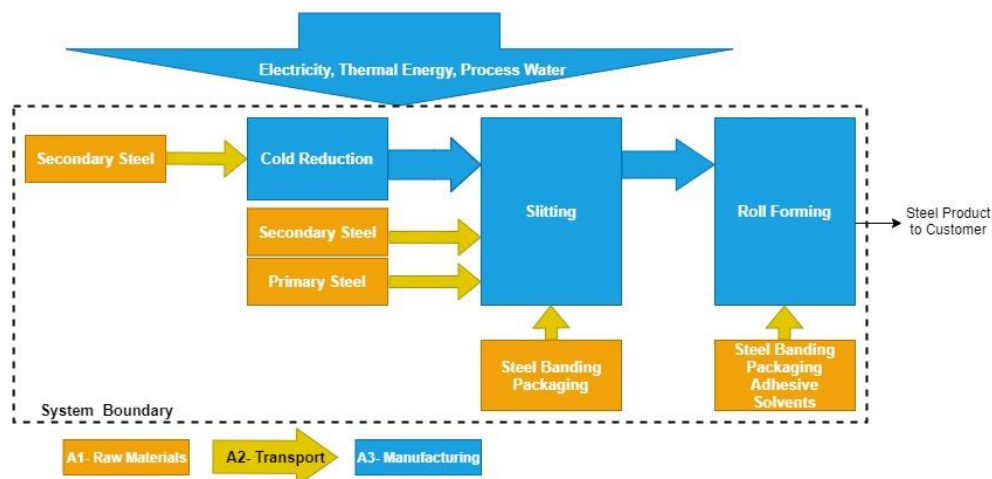 Electricity, Thermal Energy, Process Water
Secondary Steel
Cold Reduction
Slitting
Roll Forming
Steel Product
to Customer
Secondary Steel
Primary Steel
Steel Banding
Packaging
Steel Banding
Packaging
Adhesive
Solvents
System Boundary
A1- Raw Materials
A2- Transport
A3- Manufacturing